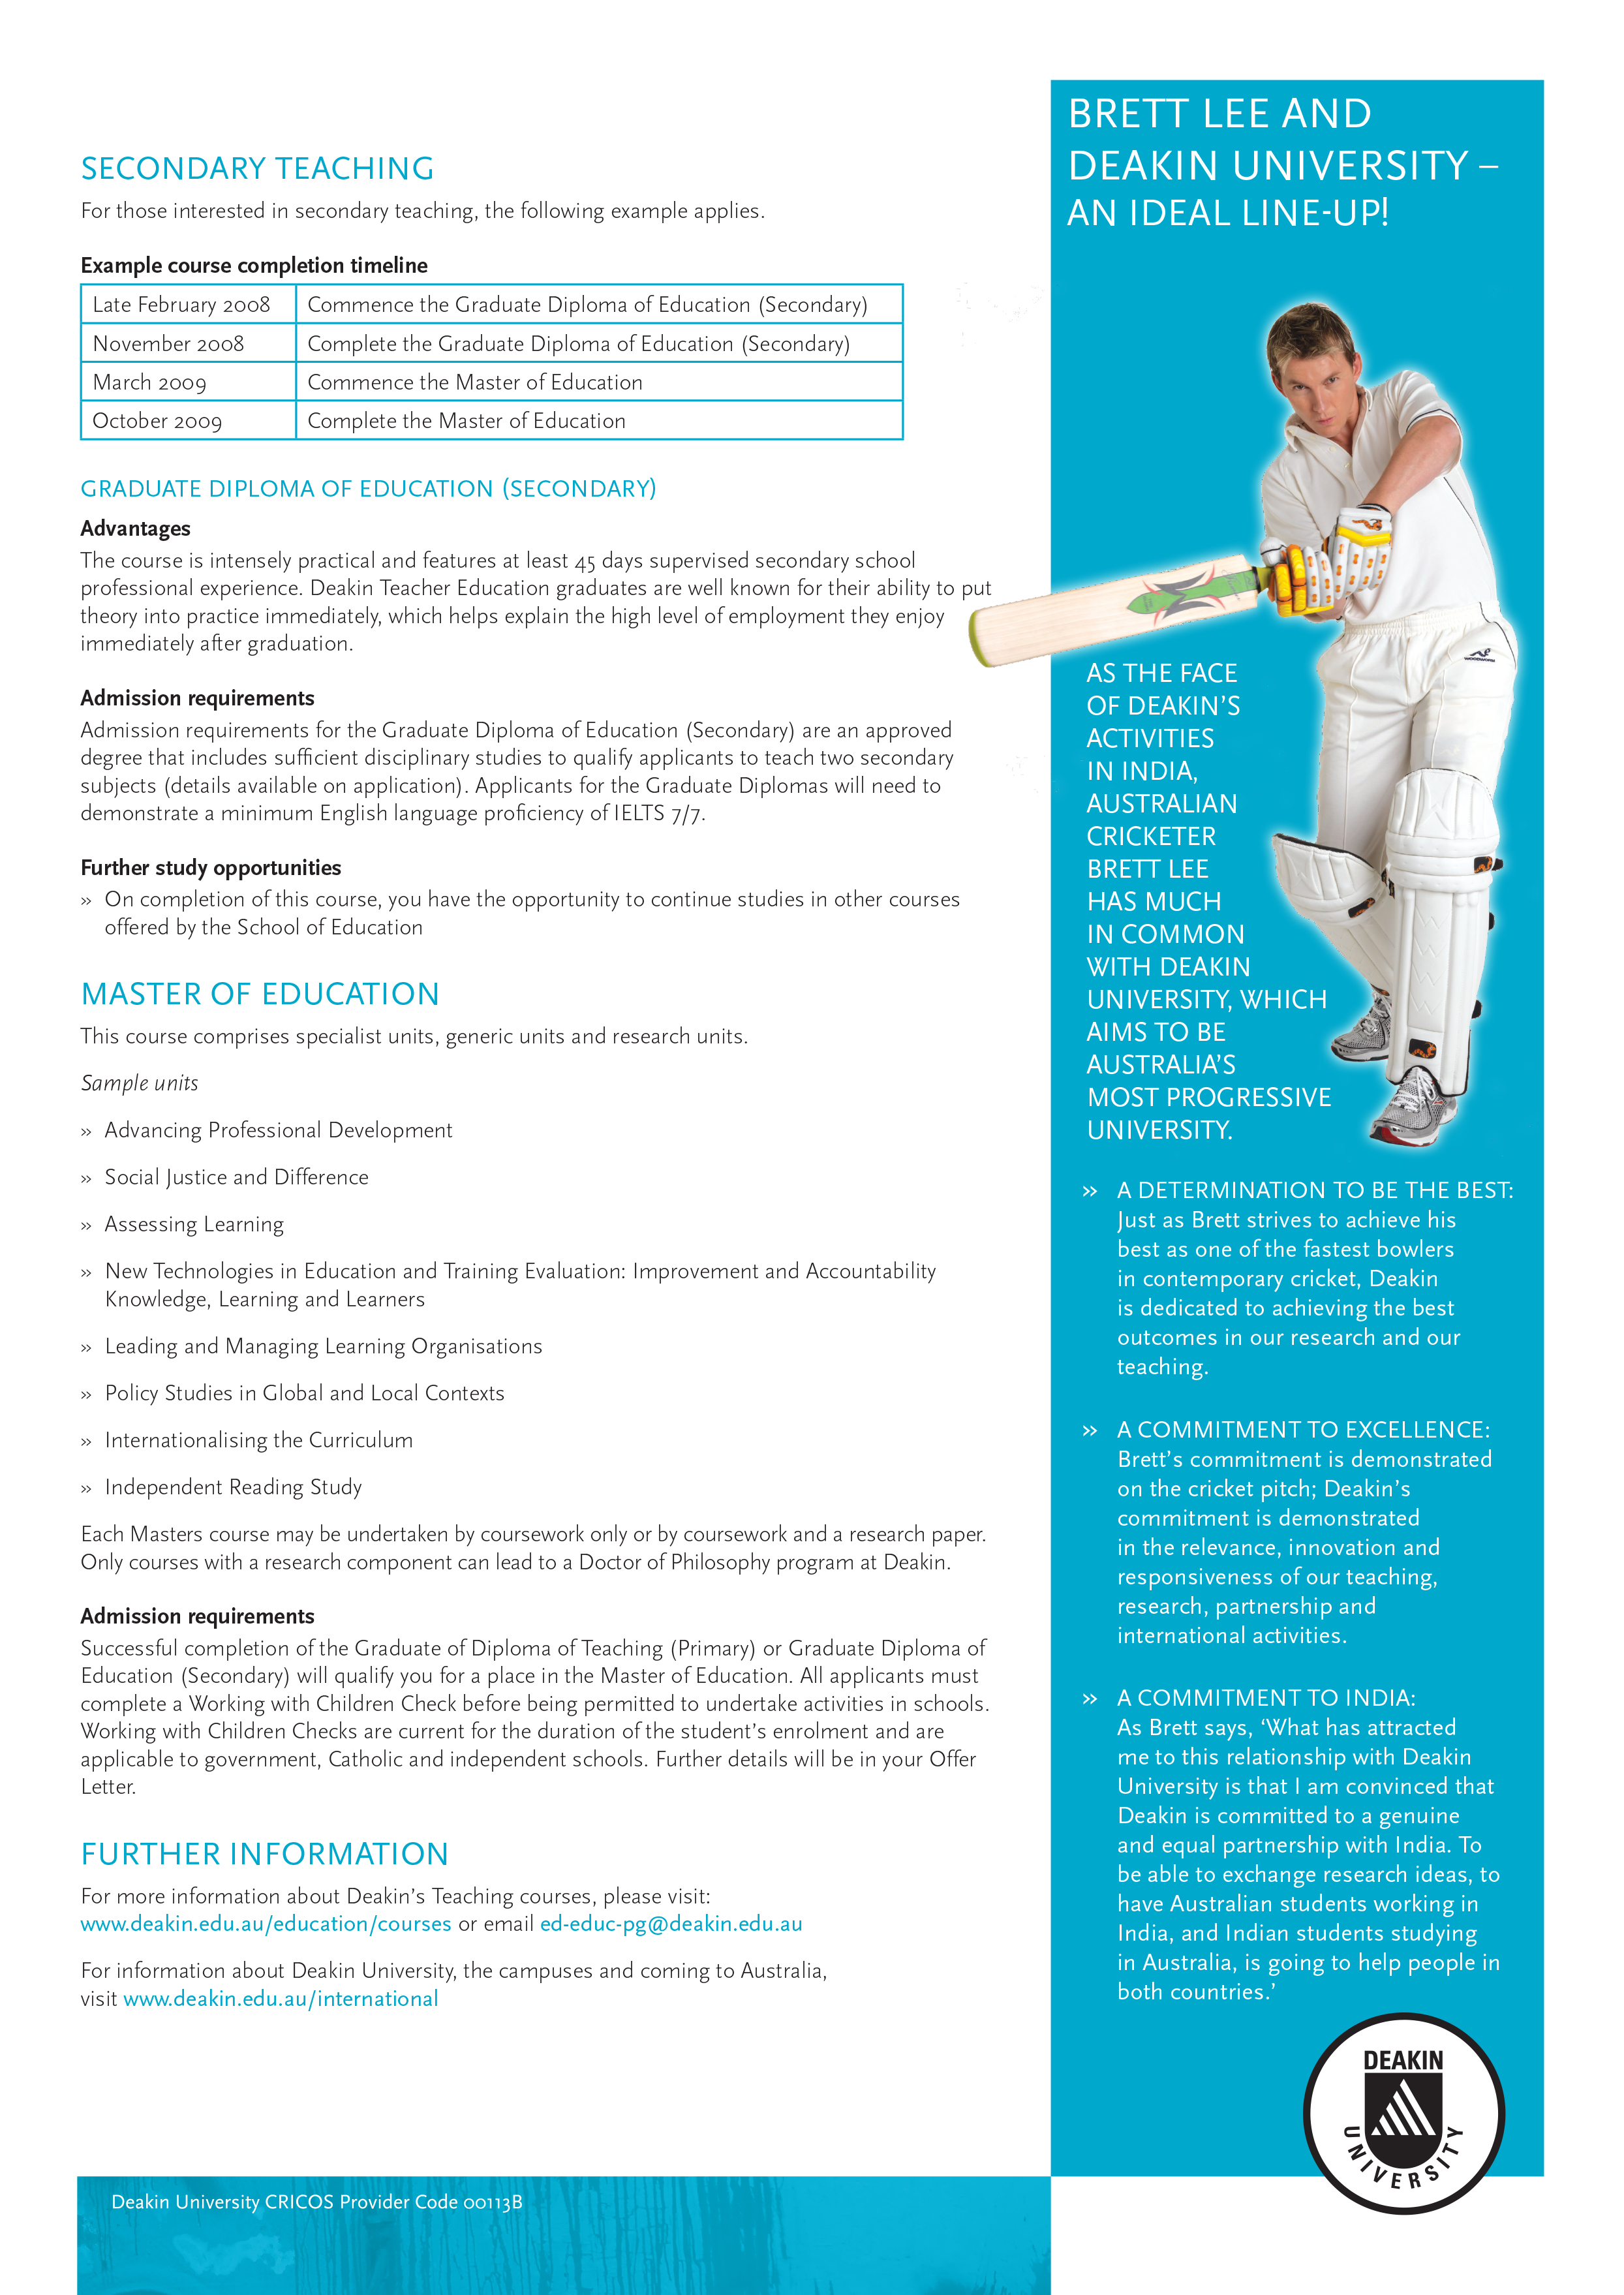 SECONDARY TEACHING
For those interested in secondary teaching, the following example applies.
Example course completion timeline
Late February 2008 Commence the Graduate Diploma of Education (Secondary)
November 2008 Complete the Graduate Diploma of Education (Secondary)
March 2009 Commence the Master of Education
October 2009 Complete the Master of Education
GRADUATE DIPLOMA OF EDUCATION (SECONDARY)
Advantages
The course is intensely practical and features at least 45 days supervised secondary school
professional experience. Deakin Teacher Education graduates are well known for their ability to put
theory into practice immediately, which helps explain the high level of employment they enjoy
immediately after graduation.
Admission requirements
Admission requirements for the Graduate Diploma of Education (Secondary) are an approved
degree that includes sufficient disciplinary studies to qualify applicants to teach two secondary
subjects (details available on application). Applicants for the Graduate Diplomas will need to
demonstrate a minimum English language proficiency of IELTS 7/7.
Further study opportunities
» On completion of this course, you have the opportunity to continue studies in other courses
offered by the School of Education
MASTER OF EDUCATION
This course comprises specialist units, generic units and research units.
Sample units
» Advancing Professional Development
» Social Justice and Difference
» Assessing Learning
» New Technologies in Education and Training Evaluation: Improvement and Accountability
Knowledge, Learning and Learners
» Leading and Managing Learning Organisations
» Policy Studies in Global and Local Contexts
» Internationalising the Curriculum
» Independent Reading Study
Each Masters course may be undertaken by coursework only or by coursework and a research paper.
Only courses with a research component can lead to a Doctor of Philosophy program at Deakin.
Admission requirements
Successful completion of the Graduate of Diploma of Teaching (Primary) or Graduate Diploma of
Education (Secondary) will qualify you for a place in the Master of Education. All applicants must
complete a Working with Children Check before being permitted to undertake activities in schools.
Working with Children Checks are current for the duration of the student's enrolment and are
applicable to government, Catholic and independent schools. Further details will be in your Offer
Letter.
FURTHER INFORMATION
For more information about Deakin's Teaching courses, please visit:
www.deakin.edu.au/education/courses or email ed-educ-pg@deakin.edu.au
For information about Deakin University, the campuses and coming to Australia,
visit www.deakin.edu.au/international
Deakin University CRICOS Provider Code 00113B
BRETT LEE AND
DEAKIN UNIVERSITY –
AN IDEAL LINE-UP!
WOODWORM
AS THE FACE
OF DEAKIN'S
ACTIVITIES
IN INDIA,
AUSTRALIAN
CRICKETER
BRETT LEE
HAS MUCH
IN COMMON
WITH DEAKIN
UNIVERSITY, WHICH
AIMS TO BE
AUSTRALIA'S
MOST PROGRESSIVE
UNIVERSITY.
» A DETERMINATION TO BE THE BEST:
Just as Brett strives to achieve his
best as one of the fastest bowlers
in contemporary cricket, Deakin
is dedicated to achieving the best
outcomes in our research and our
teaching.
» A COMMITMENT TO EXCELLENCE:
Brett's commitment is demonstrated
on the cricket pitch; Deakin's
commitment is demonstrated
in the relevance, innovation and
responsiveness of our teaching,
research, partnership and
international activities.
» A COMMITMENT TO INDIA:
As Brett says, 'What has attracted
me to this relationship with Deakin
University is that I am convinced that
Deakin is committed to a genuine
and equal partnership with India. To
be able to exchange research ideas, to
have Australian students working in
India, and Indian students studying
in Australia, is going to help people in
both countries.'
DEAKIN
UNIVERSITY